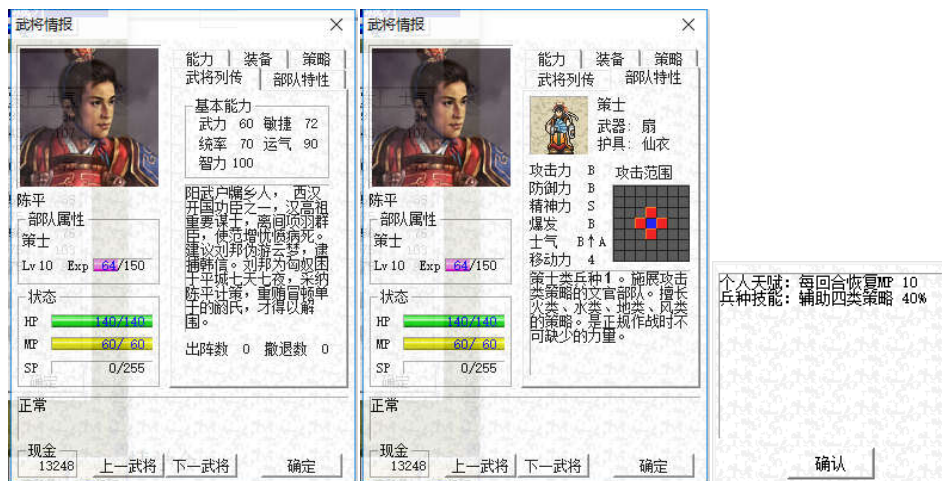 武将情报
能力 装备 策略
武将列传 部队特性
基本能力
武力 60 敏捷 72
统率 70 运气 90
智力 100
阳武户牖乡人，西汉
开国功臣之一，汉高祖
重要谋士，离间项羽群
臣，使范增忧愤病死。
建议刘邦伪游云梦，逮
捕韩信。刘邦为匈奴困
于平城七天七夜，采纳
陈平计策，重贿冒顿单
于的阏氏，才得以解
围。
出阵数 0 撤退数 0
陈平
部队属性
策士
Lv 10 Exp 64/150
状态
HP 140/140
MP 60/ 60
SP 0/255
正常
现金
13248
上一武将 下一武将 确定
武将情报
能力 装备 策略
武将列传 部队特性
策士
武器: 扇
护具: 仙衣
攻击力 B 攻击范围
防御力 B
精神力 S
爆发 B
士气 B↑A
移动力 4
策士类兵种1。施展攻击
类策略的文官部队。擅长
火类、水类、地类、风类
的策略。是正规作战时不
可缺少的力量。
陈平
部队属性
策士
Lv 10 Exp 64/150
状态
HP 140/140
MP 60/ 60
SP 0/255
正常
现金
13248
上一武将 下一武将 确定
个人天赋: 每回合恢复MP 10
兵种技能: 辅助四类策略 40%
确认